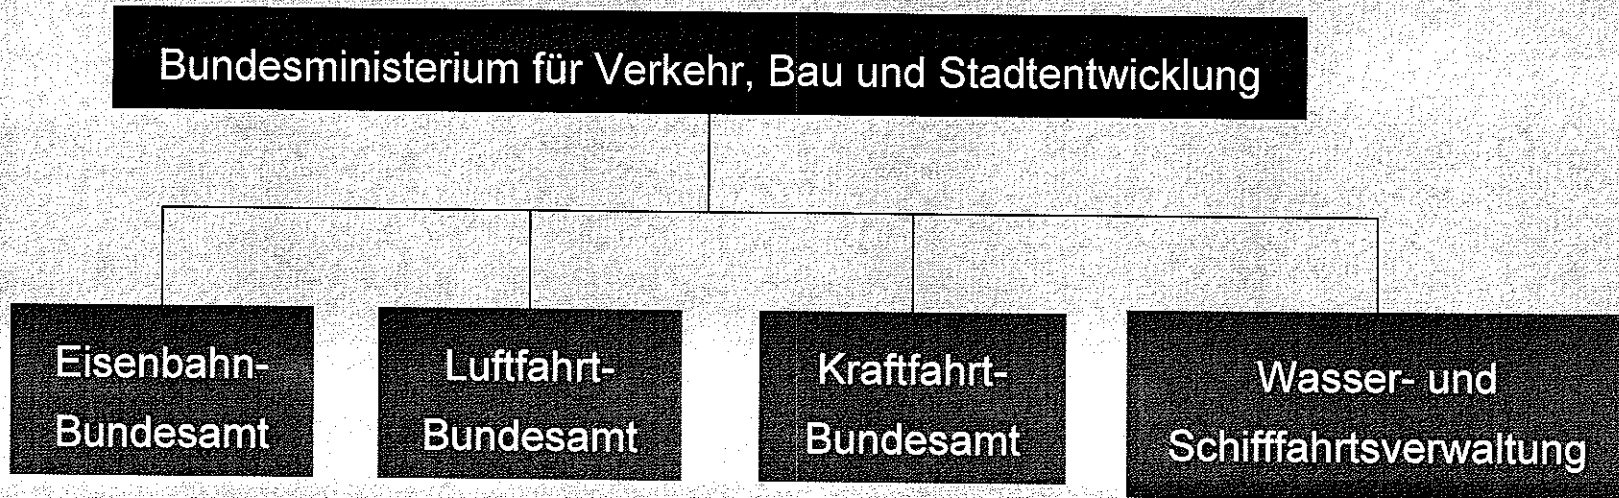 Bundesministerium für Verkehr, Bau und Stadtentwicklung
Eisenbahn-
Bundesamt
Luftfahrt-
Bundesamt
Kraftfahrt-
Bundesamt
Wasser- und
Schifffahrtsverwaltung